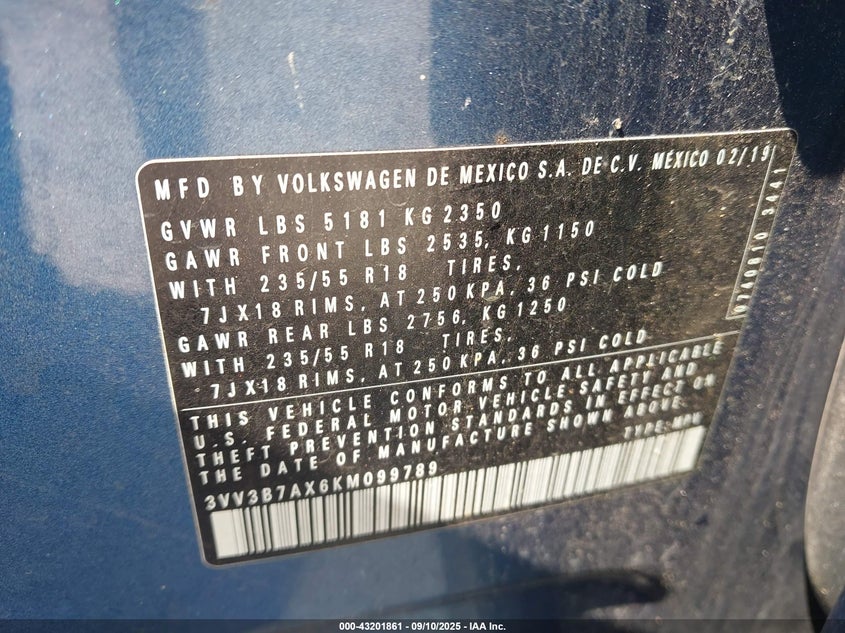 MFD BY VOLKSWAGEN DE MEXICO S.A. DE C.V. MÉXICO 02/19
GVWR LBS 5181 KG 2350
GAWR FRONT LBS 2535, KG 1150
WITH 235/55 R18 TIRES,
7JX18 RIMS, AT 250 KPA, 36 PSI COLD
GAWR REAR LBS 2756, KG 1250
WITH 235/55 R18 TIRES,
7JX18 RIMS, AT 250 KPA, 36 PSI COLD
THIS VEHICLE CONFORMS TO ALL APPLICABLE
U.S. FEDERAL MOTOR VEHICLE-SAFETY AND
THEFT PREVENTION STANDARDS IN EFFECT ON
THE DATE OF MANUFACTURE SHOWN ABOVE.
TYPE: MPV
3VV3B7AX6KM099789
3441
000-43201861 - 09/10/2025 - IAA Inc.